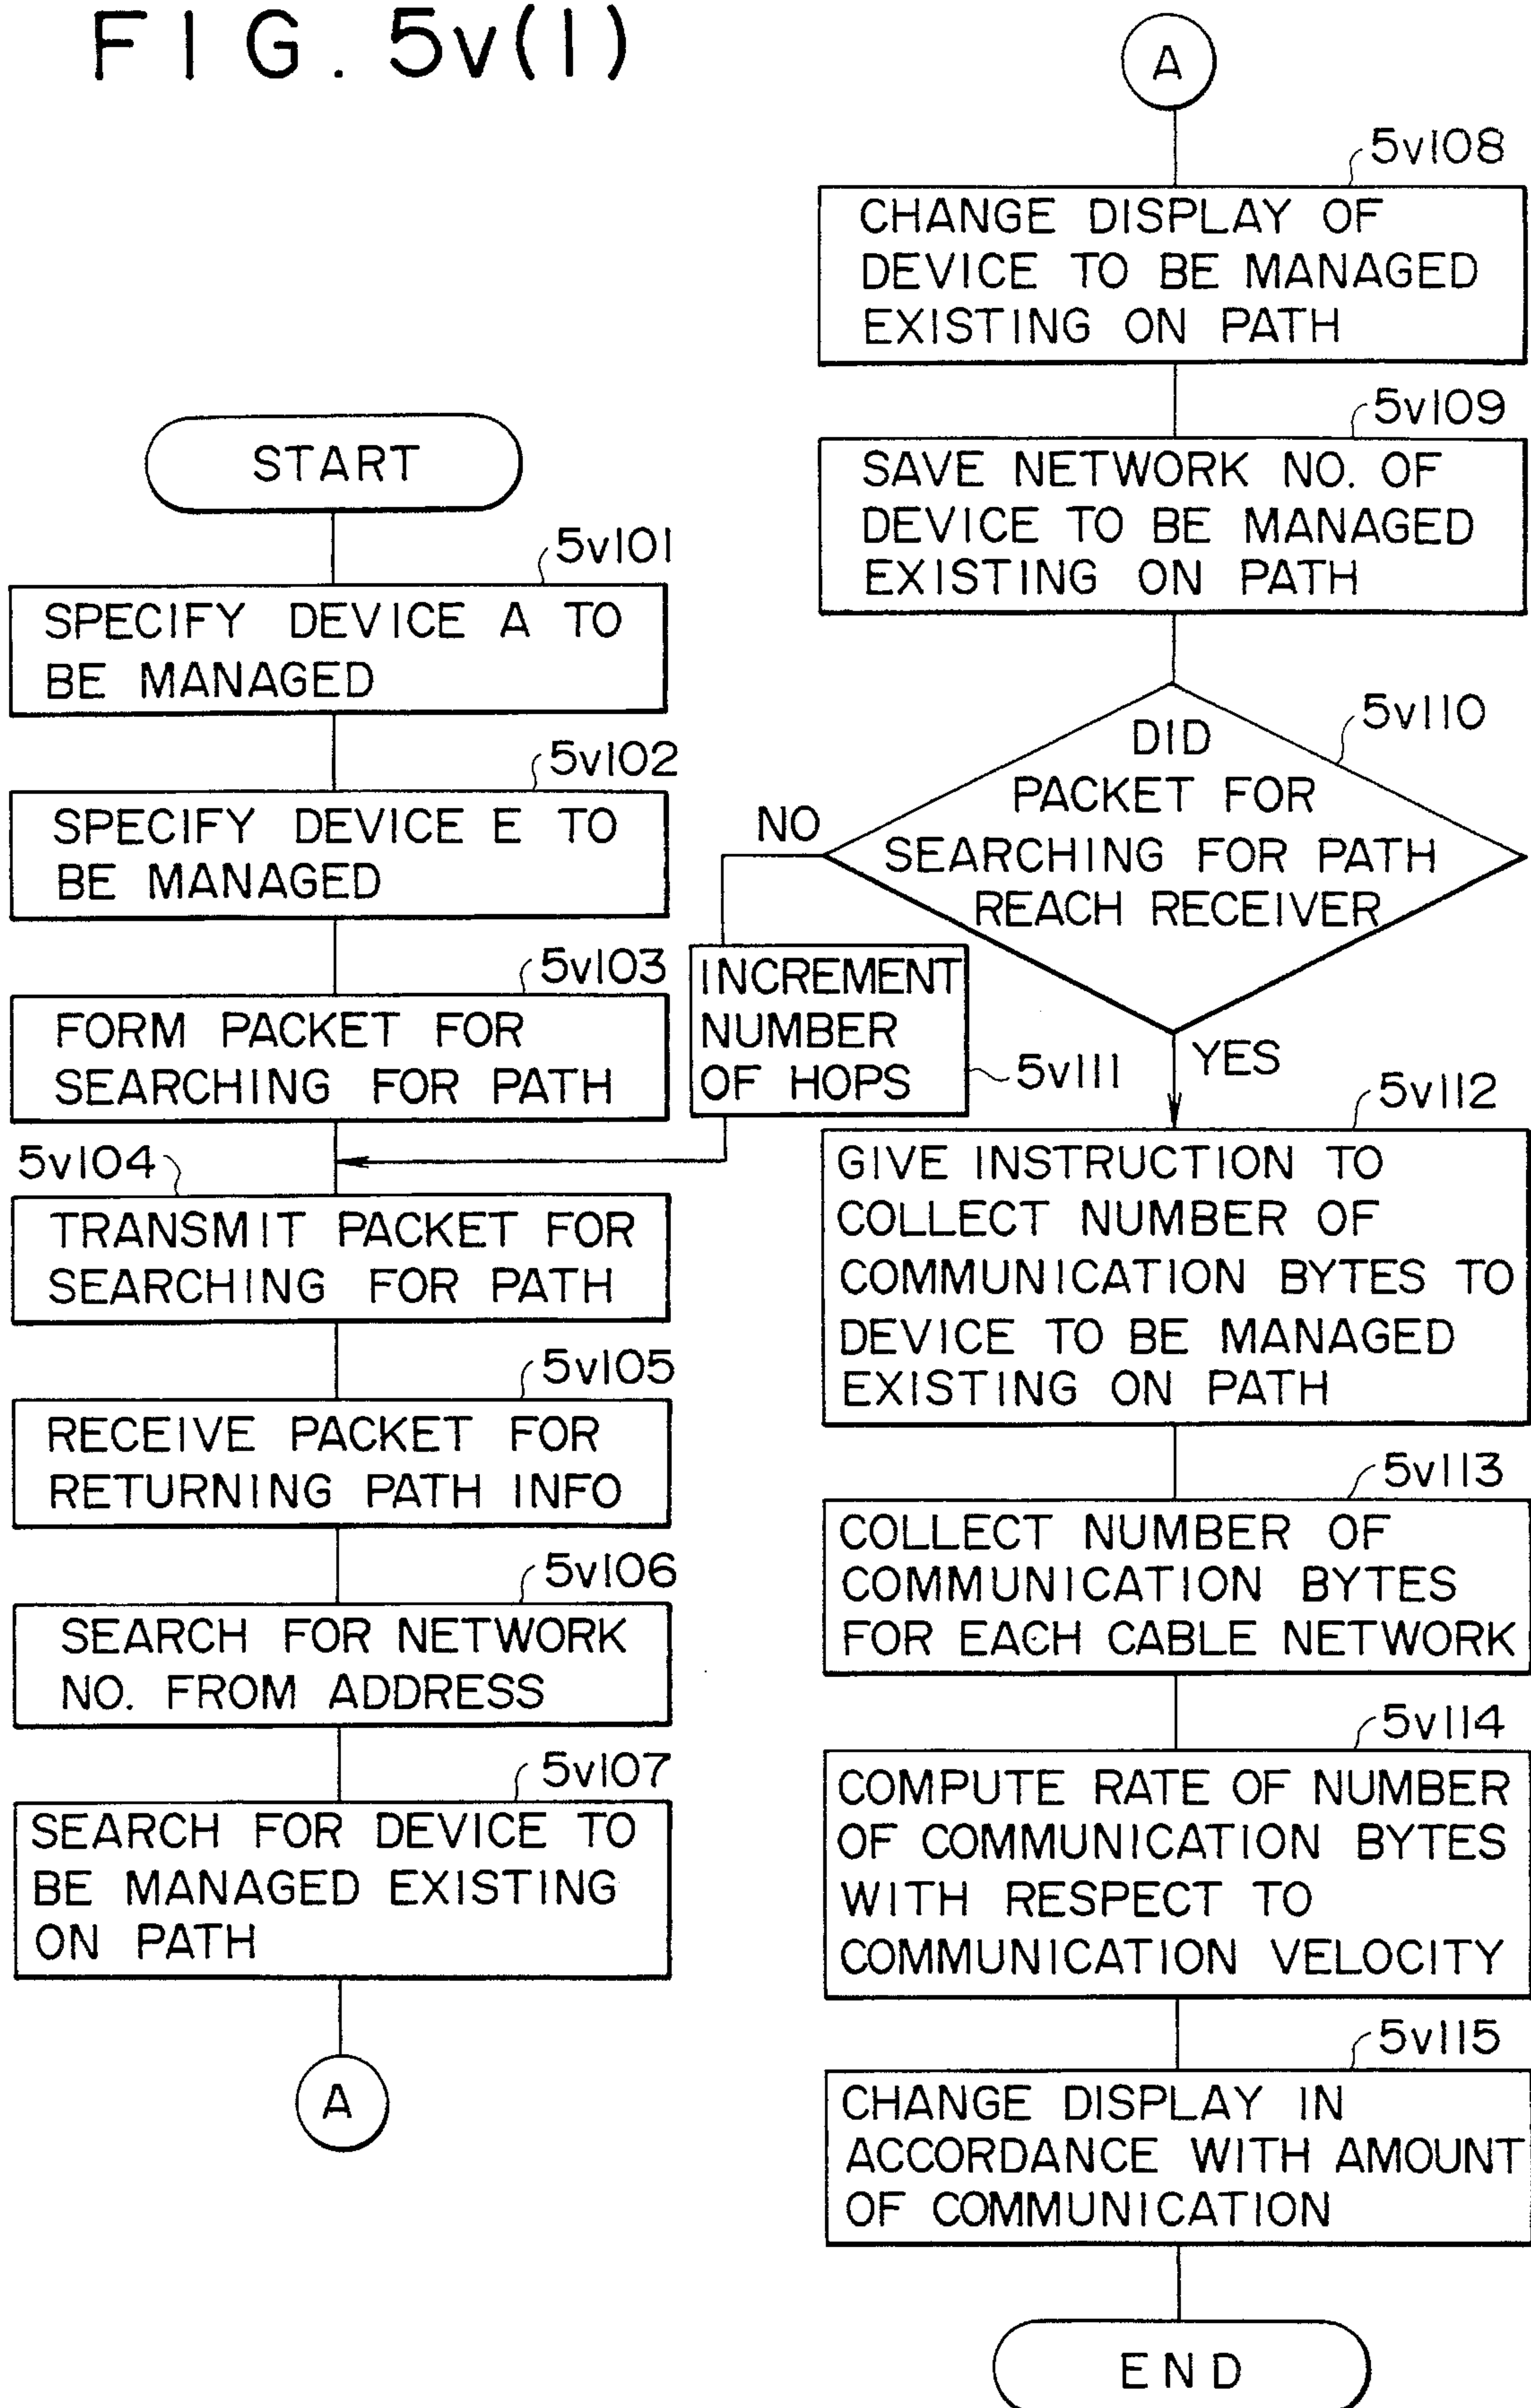 FIG. 5v(1)
START
5v101
SPECIFY DEVICE A TO
BE MANAGED
5v102
SPECIFY DEVICE E TO
BE MANAGED
5v103
FORM PACKET FOR
SEARCHING FOR PATH
5v104
TRANSMIT PACKET FOR
SEARCHING FOR PATH
5v105
RECEIVE PACKET FOR
RETURNING PATH INFO
5v106
SEARCH FOR NETWORK
NO. FROM ADDRESS
5v107
SEARCH FOR DEVICE TO
BE MANAGED EXISTING
ON PATH
A
A
5v108
CHANGE DISPLAY OF
DEVICE TO BE MANAGED
EXISTING ON PATH
5v109
SAVE NETWORK NO. OF
DEVICE TO BE MANAGED
EXISTING ON PATH
5v110
DID
PACKET FOR
SEARCHING FOR PATH
REACH RECEIVER
NO
INCREMENT
NUMBER
OF HOPS
5v111
YES
5v112
GIVE INSTRUCTION TO
COLLECT NUMBER OF
COMMUNICATION BYTES TO
DEVICE TO BE MANAGED
EXISTING ON PATH
5v113
COLLECT NUMBER OF
COMMUNICATION BYTES
FOR EACH CABLE NETWORK
5v114
COMPUTE RATE OF NUMBER
OF COMMUNICATION BYTES
WITH RESPECT TO
COMMUNICATION VELOCITY
5v115
CHANGE DISPLAY IN
ACCORDANCE WITH AMOUNT
OF COMMUNICATION
END